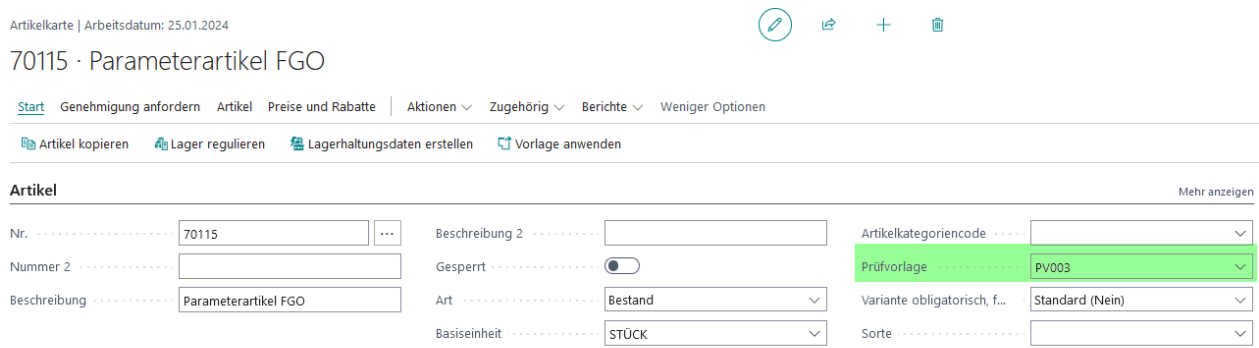 Artikelkarte | Arbeitsdatum: 25.01.2024
70115 · Parameterartikel FGO
Start Genehmigung anfordern Artikel Preise und Rabatte Aktionen Zugehörig Berichte Weniger Optionen
Artikel kopieren Lager regulieren Lagerhaltungsdaten erstellen Vorlage anwenden
Artikel Mehr anzeigen
Nr. 70115 ...
Nummer 2
Beschreibung Parameterartikel FGO
Beschreibung 2
Gesperrt
Art Bestand
Basiseinheit STÜCK
Artikelkategoriencode
Prüfvorlage PV003
Variante obligatorisch, f... Standard (Nein)
Sorte